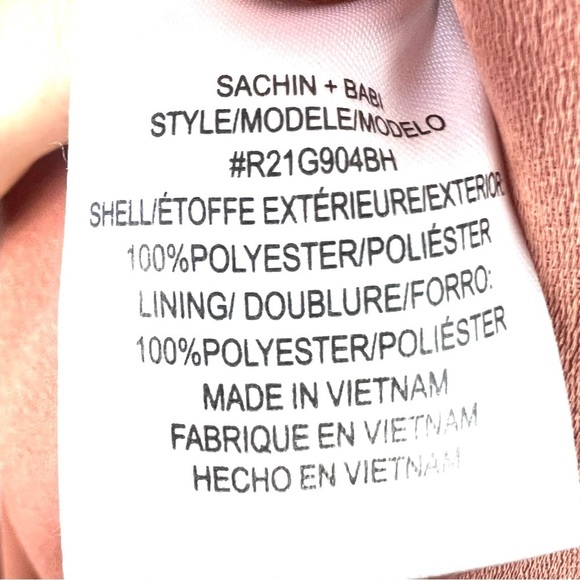 SACHIN + BABI
STYLE/MODELE/MODELO
#R21G904BH
SHELL/ÉTOFFE EXTÉRIEURE/EXTERIOR:
100%POLYESTER/POLIÉSTER
LINING/ DOUBLURE/FORRO:
100%POLYESTER/POLIÉSTER
MADE IN VIETNAM
FABRIQUE EN VIETNAM
HECHO EN VIETNAM